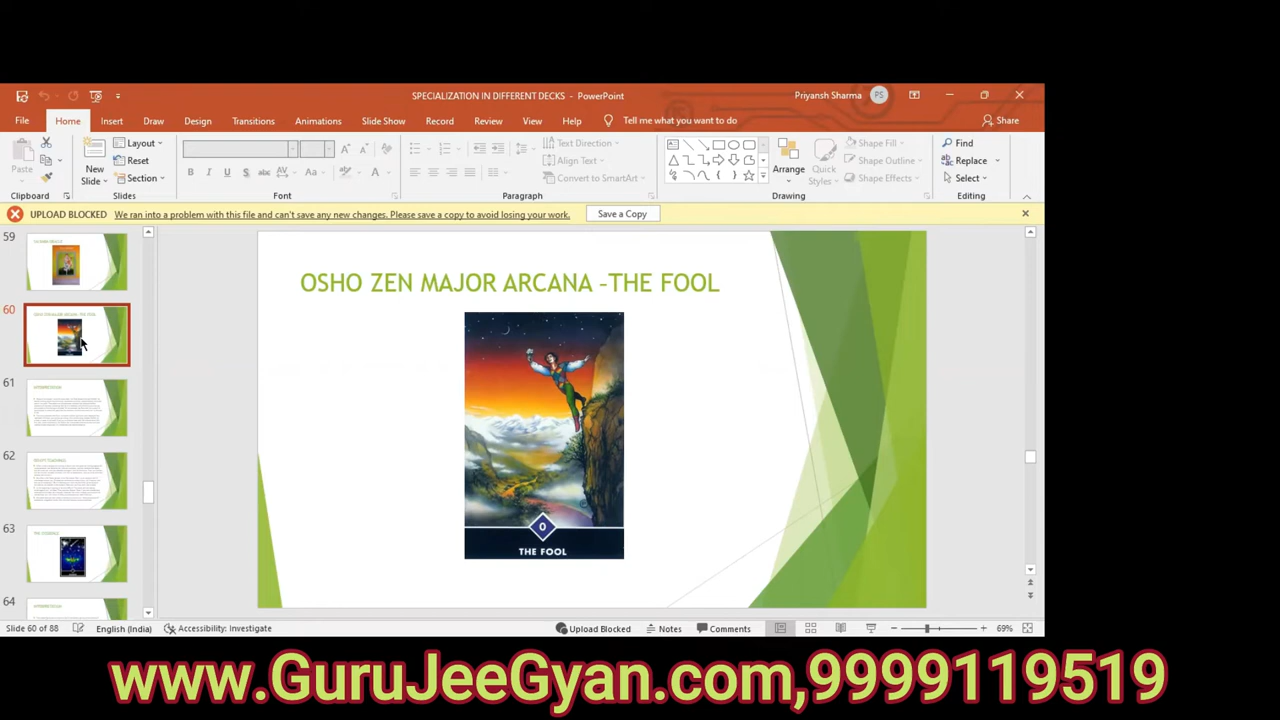 SPECIALIZATION IN DIFFERENT DECKS - PowerPoint
Priyansh Sharma PS
File Home Insert Draw Design Transitions Animations Slide Show Record Review View Help Tell me what you want to do Share
Paste
Clipboard
New Slide
Layout
Reset
Section
Slides
B I U S ab AV Aa A
Font
Text Direction
Align Text
Convert to SmartArt
Paragraph
Arrange
Quick Styles
Shape Fill
Shape Outline
Shape Effects
Drawing
Find
Replace
Select
Editing
UPLOAD BLOCKED We ran into a problem with this file and can't save any new changes. Please save a copy to avoid losing your work. Save a Copy
59
60
61
62
63
64
OSHO ZEN MAJOR ARCANA –THE FOOL
0
THE FOOL
Slide 60 of 88 English (India) Accessibility: Investigate Upload Blocked Notes Comments 69%
www.GuruJeeGyan.com,9999119519